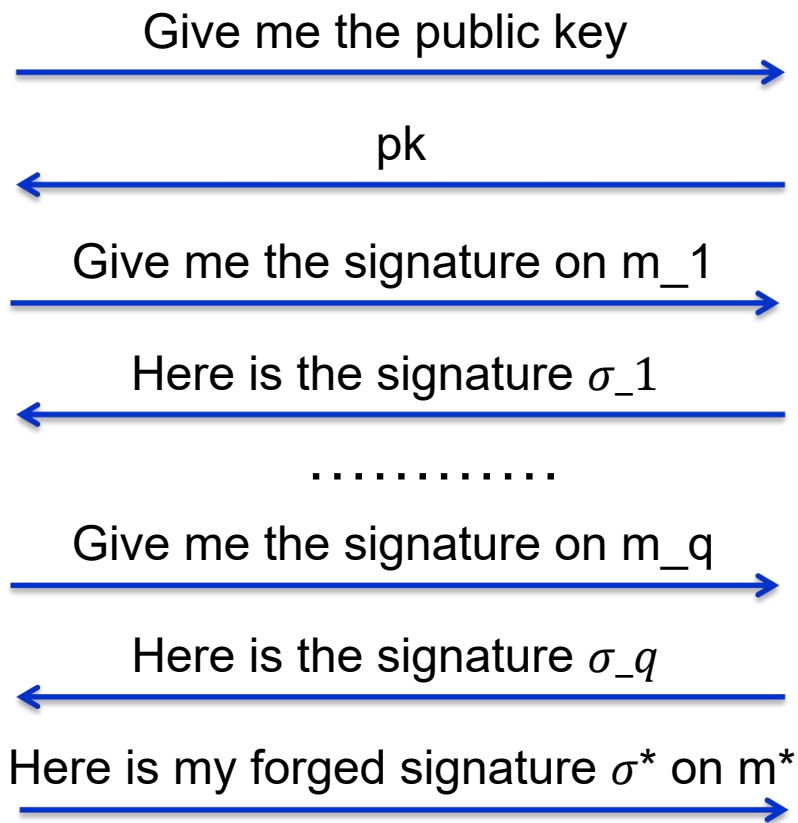 Give me the public key
pk
Give me the signature on m_1
Here is the signature 𝜎_1
............
Give me the signature on m_q
Here is the signature 𝜎_𝑞
Here is my forged signature 𝜎* on m*